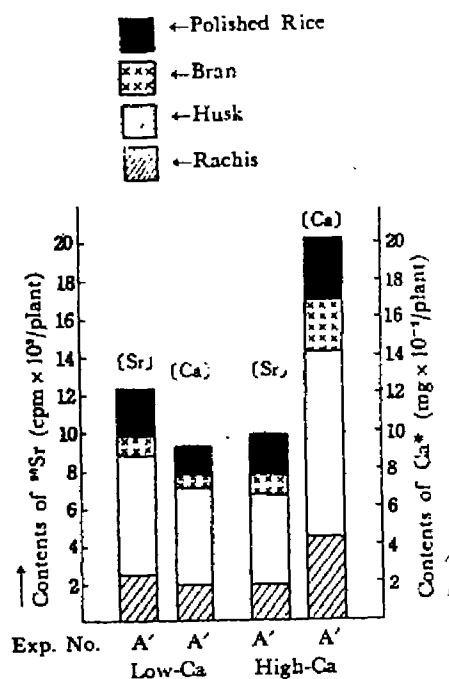 ←Polished Rice
←Bran
←Husk
←Rachis
(Ca)
(Sr)
(Ca)
(Sr)
20
18
16
14
12
10
8
6
4
2
20
18
16
14
12
10
8
6
4
2
→Contents of Sr (cpm × 10³/plant)
Contents of Ca* (mg × 10⁻¹/plant)
Exp. No. A′ A′ A′ A′
Low-Ca High-Ca